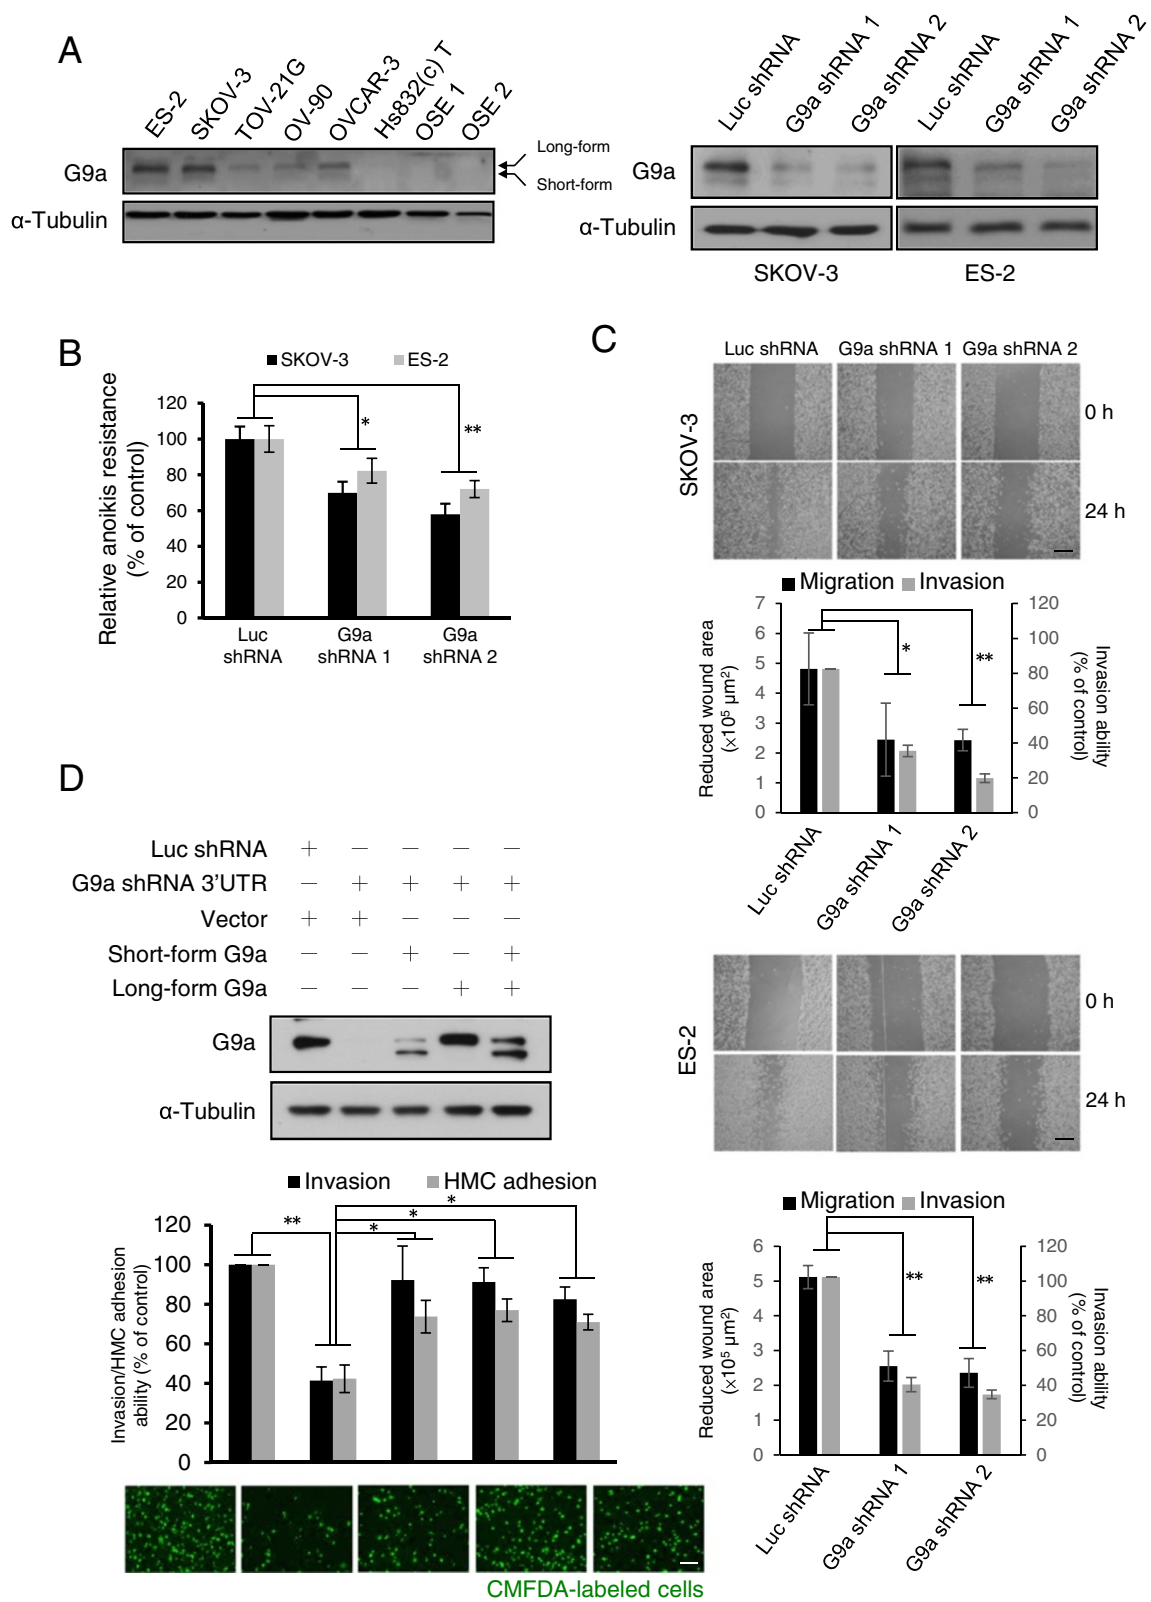 A
ES-2
SKOV-3
TOV-21G
OV-90
OVCAR-3
Hs832(c) T
OSE 1
OSE 2
G9a
Long-form
Short-form
α-Tubulin
Luc shRNA
G9a shRNA 1
G9a shRNA 2
Luc shRNA
G9a shRNA 1
G9a shRNA 2
G9a
α-Tubulin
SKOV-3
ES-2
B
SKOV-3 ES-2
Relative anoikis resistance
(% of control)
120
100
80
60
40
20
0
*
**
Luc
shRNA
G9a
shRNA 1
G9a
shRNA 2
C
Luc shRNA G9a shRNA 1 G9a shRNA 2
SKOV-3
0 h
24 h
Migration Invasion
Reduced wound area
(×10⁵ µm²)
7
6
5
4
3
2
1
0
*
**
120
100
80
60
40
20
0
Invasion ability
(% of control)
Luc shRNA
G9a shRNA 1
G9a shRNA 2
ES-2
0 h
24 h
Migration Invasion
Reduced wound area
(×10⁵ µm²)
6
5
4
3
2
1
0
**
**
120
100
80
60
40
20
0
Invasion ability
(% of control)
Luc shRNA
G9a shRNA 1
G9a shRNA 2
D
Luc shRNA + − − − −
G9a shRNA 3’UTR − + + + +
Vector + + − − −
Short-form G9a − − + − +
Long-form G9a − − − + +
G9a
α-Tubulin
Invasion HMC adhesion
Invasion/HMC adhesion
ability (% of control)
120
100
80
60
40
20
0
**
*
*
*
CMFDA-labeled cells